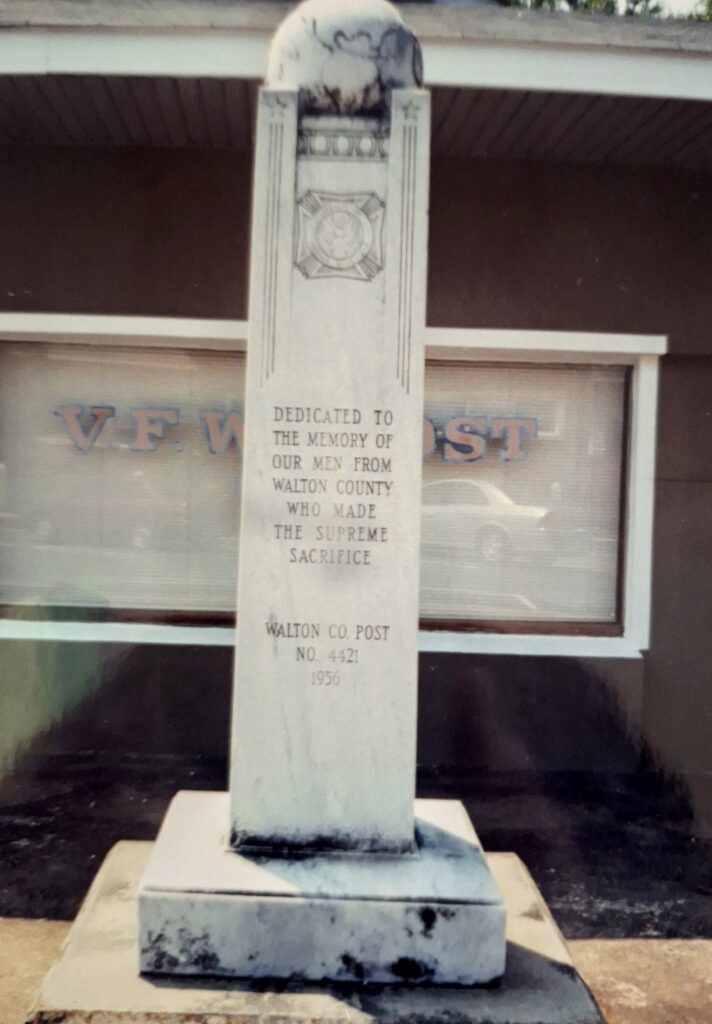 V.F.W. POST
DEDICATED TO
THE MEMORY OF
OUR MEN FROM
WALTON COUNTY
WHO MADE
THE SUPREME
SACRIFICE
WALTON CO. POST
NO. 4421
1956